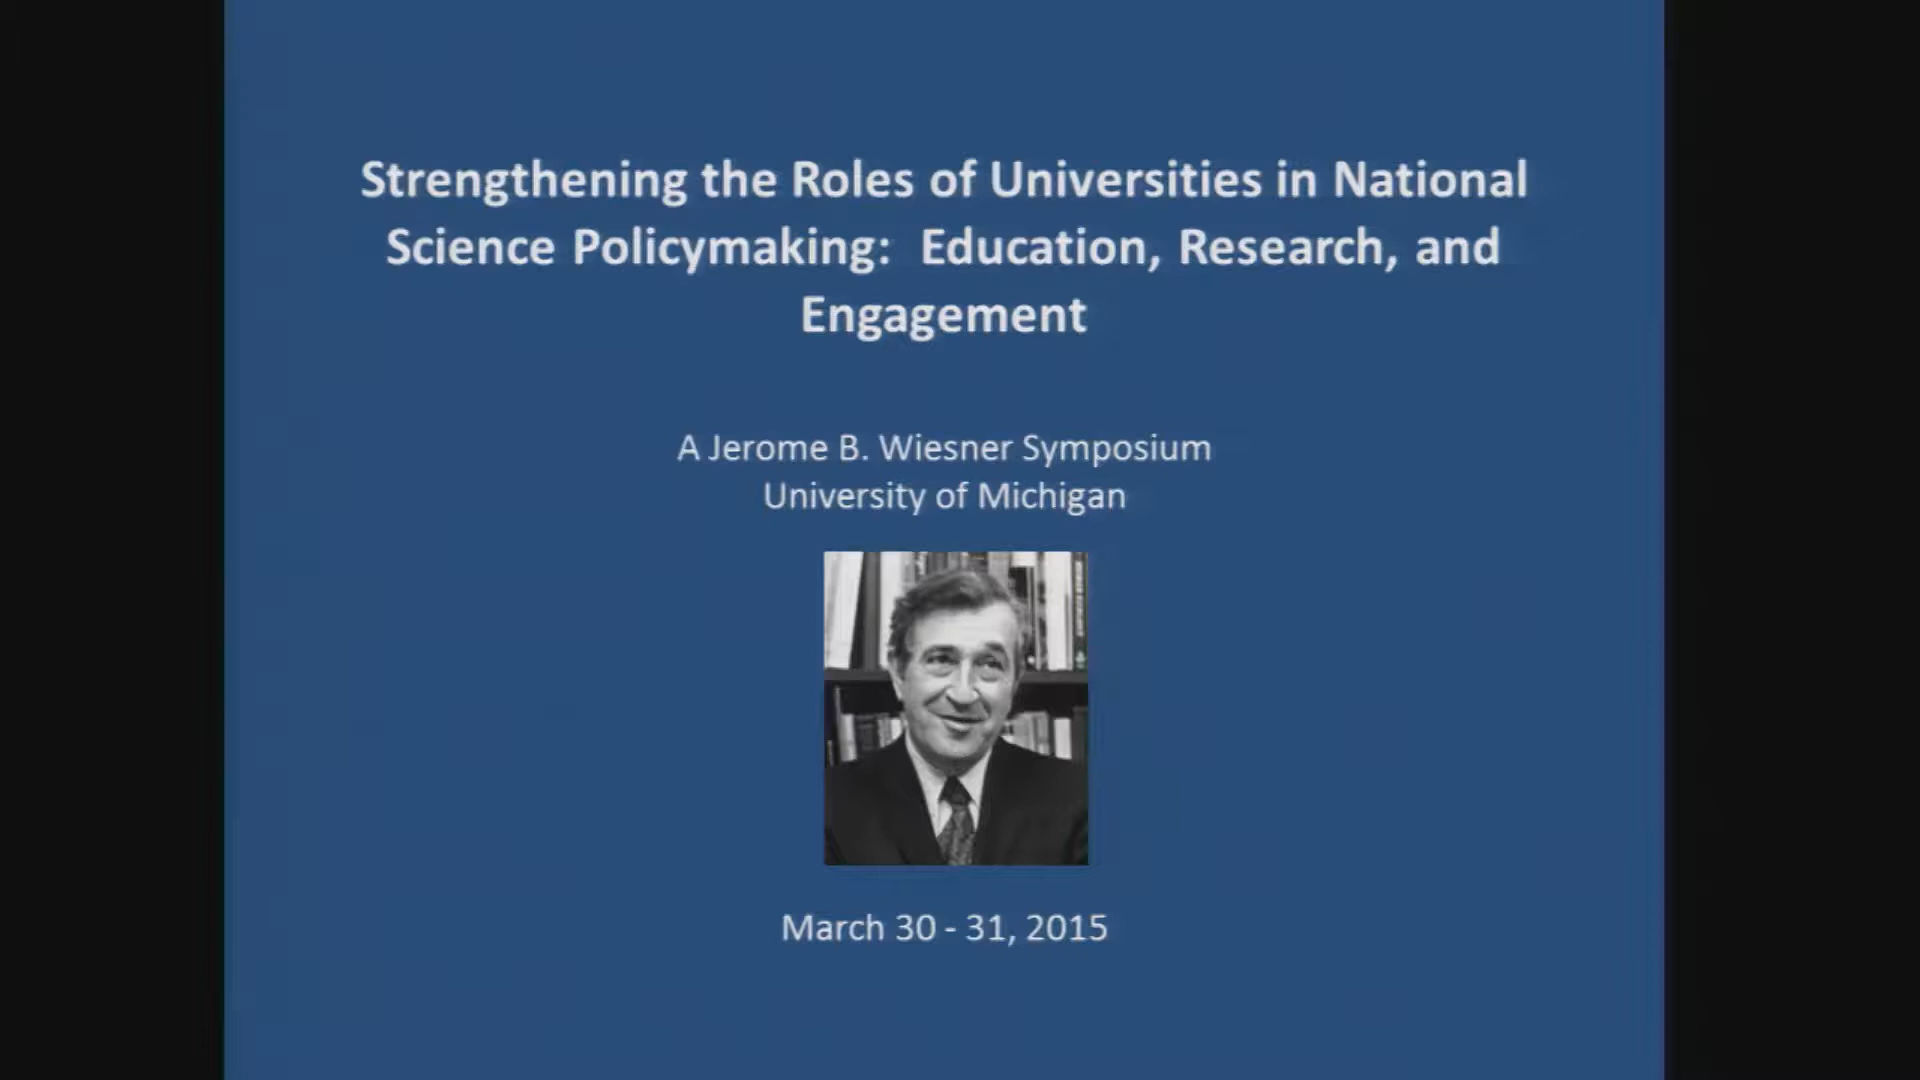 Strengthening the Roles of Universities in National
Science Policymaking:  Education, Research, and
Engagement
A Jerome B. Wiesner Symposium
University of Michigan
March 30 - 31, 2015